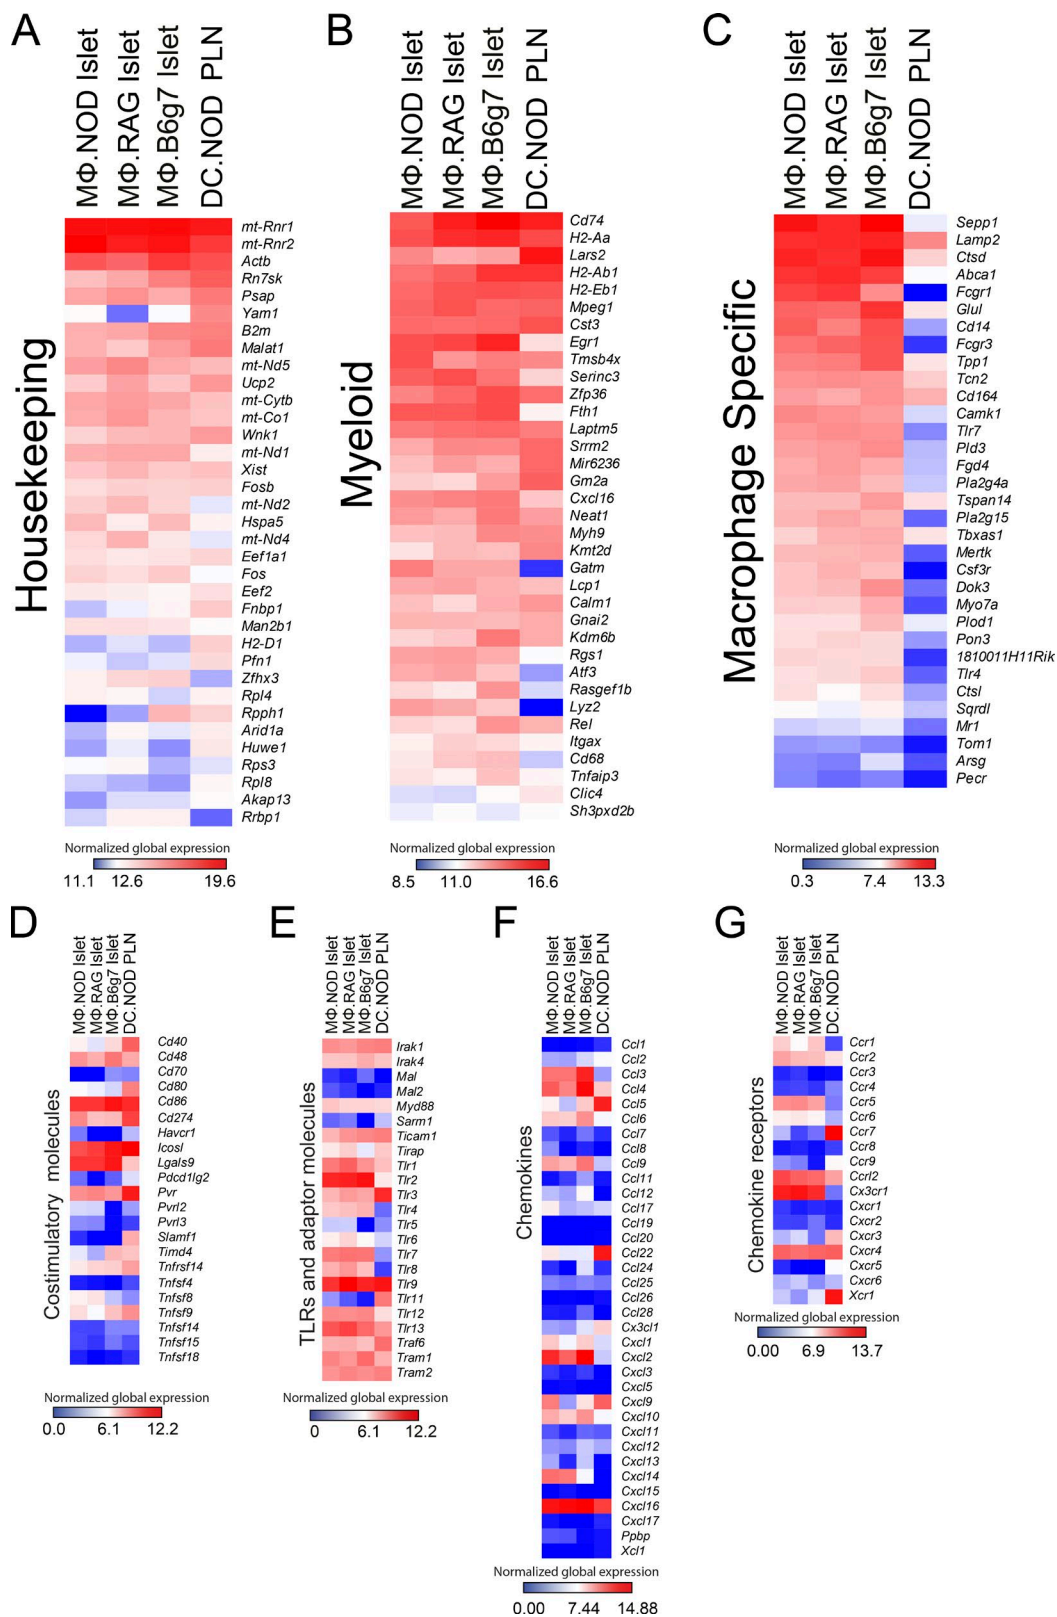 A
MΦ.NOD Islet
MΦ.RAG Islet
MΦ.B6g7 Islet
DC.NOD PLN
Housekeeping
mt-Rnr1
mt-Rnr2
Actb
Rn7sk
Psap
Yam1
B2m
Malat1
mt-Nd5
Ucp2
mt-Cytb
mt-Co1
Wnk1
mt-Nd1
Xist
Fosb
mt-Nd2
Hspa5
mt-Nd4
Eef1a1
Fos
Eef2
Fnbp1
Man2b1
H2-D1
Pfn1
Zfhx3
Rpl4
Rpph1
Arid1a
Huwe1
Rps3
Rpl8
Akap13
Rrbp1
Normalized global expression
11.1 12.6 19.6
B
MΦ.NOD Islet
MΦ.RAG Islet
MΦ.B6g7 Islet
DC.NOD PLN
Myeloid
Cd74
H2-Aa
Lars2
H2-Ab1
H2-Eb1
Mpeg1
Cst3
Egr1
Tmsb4x
Serinc3
Zfp36
Fth1
Laptm5
Srrm2
Mir6236
Gm2a
Cxcl16
Neat1
Myh9
Kmt2d
Gatm
Lcp1
Calm1
Gnai2
Kdm6b
Rgs1
Atf3
Rasgef1b
Lyz2
Rel
Itgax
Cd68
Tnfaip3
Clic4
Sh3pxd2b
Normalized global expression
8.5 11.0 16.6
C
MΦ.NOD Islet
MΦ.RAG Islet
MΦ.B6g7 Islet
DC.NOD PLN
Macrophage Specific
Sepp1
Lamp2
Ctsd
Abca1
Fcgr1
Glul
Cd14
Fcgr3
Tpp1
Tcn2
Cd164
Camk1
Tlr7
Pld3
Fgd4
Pla2g4a
Tspan14
Pla2g15
Tbxas1
Mertk
Csf3r
Dok3
Myo7a
Plod1
Pon3
1810011H11Rik
Tlr4
Ctsl
Sqrdl
Mr1
Tom1
Arsg
Pecr
Normalized global expression
0.3 7.4 13.3
D
MΦ.NOD Islet
MΦ.RAG Islet
MΦ.B6g7 Islet
DC.NOD PLN
Costimulatory molecules
Cd40
Cd48
Cd70
Cd80
Cd86
Cd274
Havcr1
Icosl
Lgals9
Pdcd1lg2
Pvr
Pvrl2
Pvrl3
Slamf1
Timd4
Tnfrsf14
Tnfsf4
Tnfsf8
Tnfsf9
Tnfsf14
Tnfsf15
Tnfsf18
Normalized global expression
0.0 6.1 12.2
E
MΦ.NOD Islet
MΦ.RAG Islet
MΦ.B6g7 Islet
DC.NOD PLN
TLRs and adaptor molecules
Irak1
Irak4
Mal
Mal2
Myd88
Sarm1
Ticam1
Tirap
Tlr1
Tlr2
Tlr3
Tlr4
Tlr5
Tlr6
Tlr7
Tlr8
Tlr9
Tlr11
Tlr12
Tlr13
Traf6
Tram1
Tram2
Normalized global expression
0 6.1 12.2
F
MΦ.NOD Islet
MΦ.RAG Islet
MΦ.B6g7 Islet
DC.NOD PLN
Chemokines
Ccl1
Ccl2
Ccl3
Ccl4
Ccl5
Ccl6
Ccl7
Ccl8
Ccl9
Ccl11
Ccl12
Ccl17
Ccl19
Ccl20
Ccl22
Ccl24
Ccl25
Ccl26
Ccl28
Cx3cl1
Cxcl1
Cxcl2
Cxcl3
Cxcl5
Cxcl9
Cxcl10
Cxcl11
Cxcl12
Cxcl13
Cxcl14
Cxcl15
Cxcl16
Cxcl17
Ppbp
Xcl1
Normalized global expression
0.00 7.44 14.88
G
MΦ.NOD Islet
MΦ.RAG Islet
MΦ.B6g7 Islet
DC.NOD PLN
Chemokine receptors
Ccr1
Ccr2
Ccr3
Ccr4
Ccr5
Ccr6
Ccr7
Ccr8
Ccr9
Ccrl2
Cx3cr1
Cxcr1
Cxcr2
Cxcr3
Cxcr4
Cxcr5
Cxcr6
Xcr1
Normalized global expression
0.00 6.9 13.7